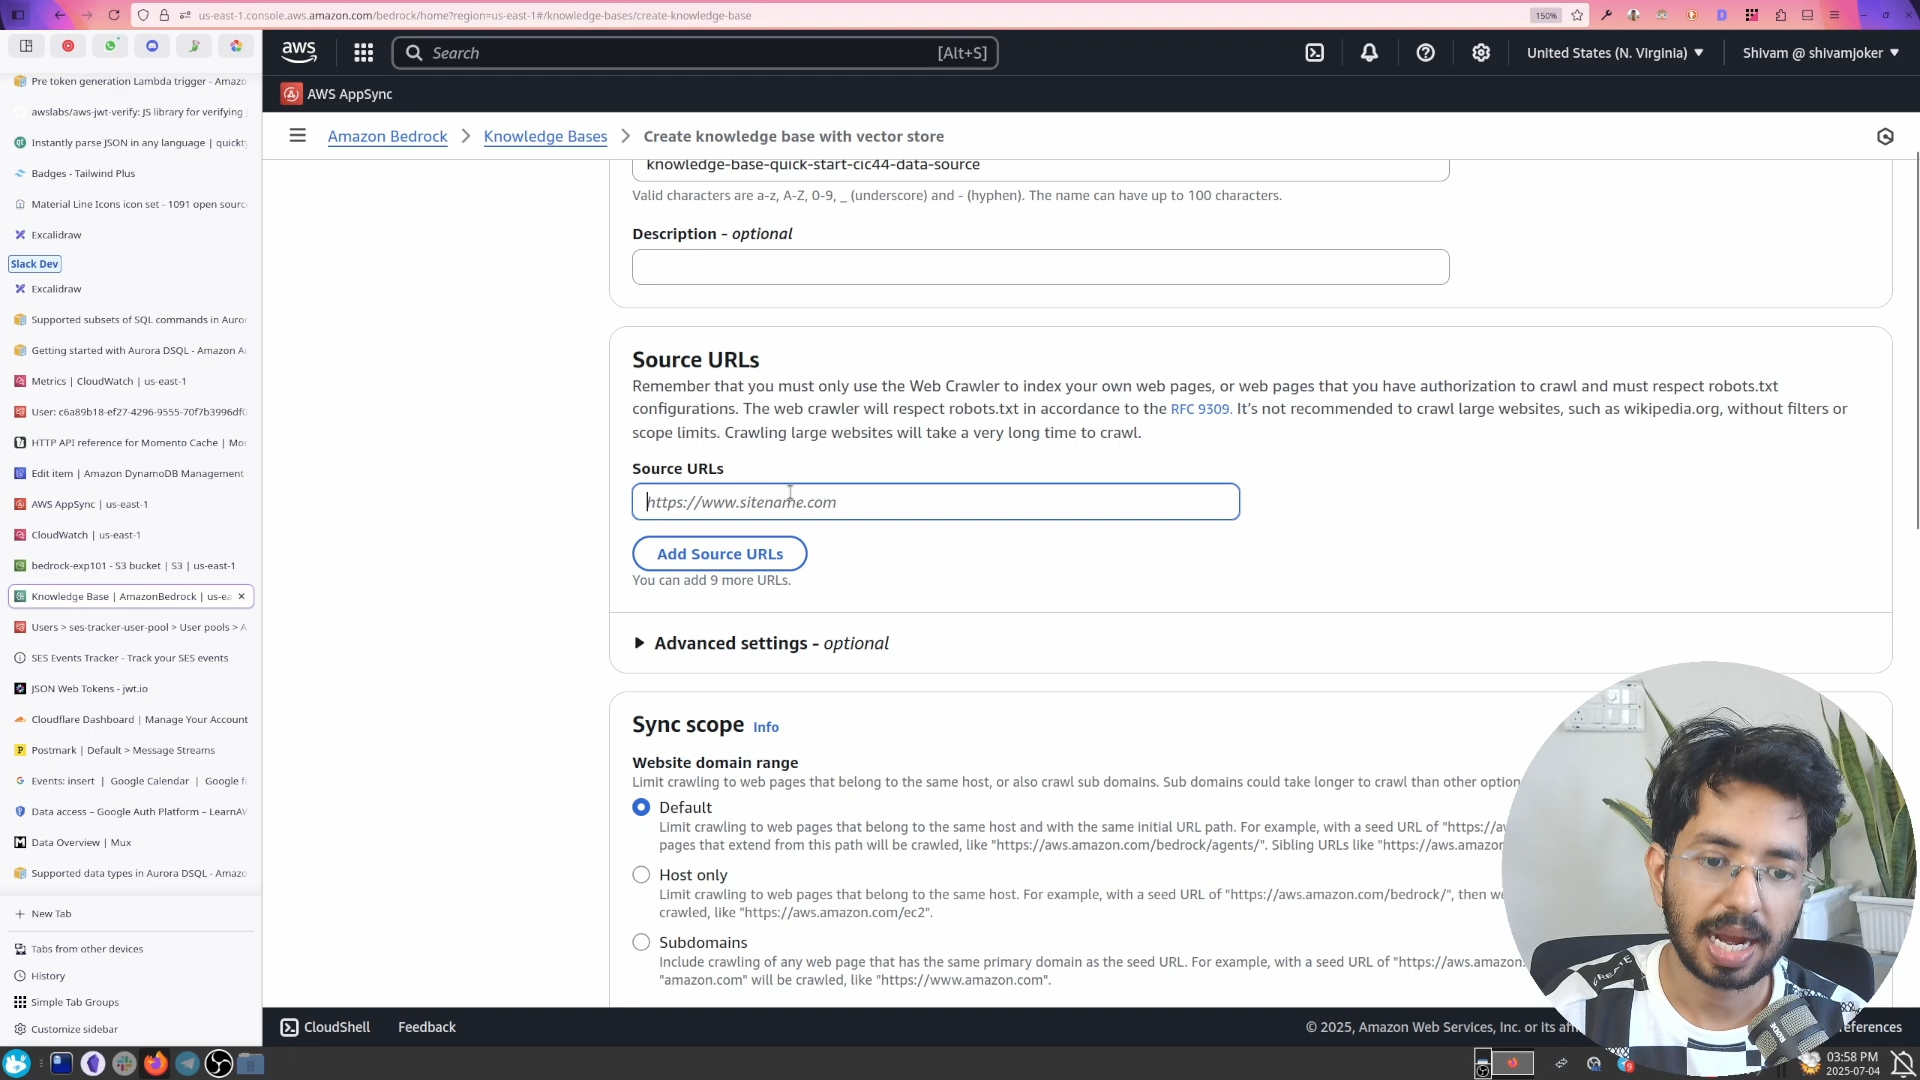 us-east-1.console.aws.amazon.com/bedrock/home?region=us-east-1#/knowledge-bases/create-knowledge-base
150%
Pre token generation Lambda trigger - Amazo
awslabs/aws-jwt-verify: JS library for verifying
Instantly parse JSON in any language | quickt
Badges - Tailwind Plus
Material Line Icons icon set - 1091 open sourc
Excalidraw
Slack Dev
Excalidraw
Supported subsets of SQL commands in Auror
Getting started with Aurora DSQL - Amazon Au
Metrics | CloudWatch | us-east-1
User: c6a89b18-ef27-4296-9555-70f7b3996df0
HTTP API reference for Momento Cache | Mor
Edit item | Amazon DynamoDB Management
AWS AppSync | us-east-1
CloudWatch | us-east-1
bedrock-exp101 - S3 bucket | S3 | us-east-1
Knowledge Base | AmazonBedrock | us-ea
Users > ses-tracker-user-pool > User pools > A
SES Events Tracker - Track your SES events
JSON Web Tokens - jwt.io
Cloudflare Dashboard | Manage Your Account
Postmark | Default > Message Streams
Events: insert | Google Calendar | Google f
Data access – Google Auth Platform – LearnAW
Data Overview | Mux
Supported data types in Aurora DSQL - Amazo
New Tab
Tabs from other devices
History
Simple Tab Groups
Customize sidebar
aws
Search
[Alt+S]
United States (N. Virginia)
Shivam @ shivamjoker
AWS AppSync
Amazon Bedrock
Knowledge Bases
Create knowledge base with vector store
knowledge-base-quick-start-cic44-data-source
Valid characters are a-z, A-Z, 0-9, _ (underscore) and - (hyphen). The name can have up to 100 characters.
Description - optional
Source URLs
Remember that you must only use the Web Crawler to index your own web pages, or web pages that you have authorization to crawl and must respect robots.txt
configurations. The web crawler will respect robots.txt in accordance to the RFC 9309. It's not recommended to crawl large websites, such as wikipedia.org, without filters or
scope limits. Crawling large websites will take a very long time to crawl.
Source URLs
https://www.sitename.com
Add Source URLs
You can add 9 more URLs.
Advanced settings - optional
Sync scope Info
Website domain range
Limit crawling to web pages that belong to the same host, or also crawl sub domains. Sub domains could take longer to crawl than other option
Default
Limit crawling to web pages that belong to the same host and with the same initial URL path. For example, with a seed URL of "https://aw
pages that extend from this path will be crawled, like "https://aws.amazon.com/bedrock/agents/". Sibling URLs like "https://aws.amazon
Host only
Limit crawling to web pages that belong to the same host. For example, with a seed URL of "https://aws.amazon.com/bedrock/", then we
crawled, like "https://aws.amazon.com/ec2".
Subdomains
Include crawling of any web page that has the same primary domain as the seed URL. For example, with a seed URL of "https://aws.amazon.
"amazon.com" will be crawled, like "https://www.amazon.com".
CloudShell
Feedback
© 2025, Amazon Web Services, Inc. or its aff
eferences
CREATE
RODE
9
03:58 PM
2025-07-04